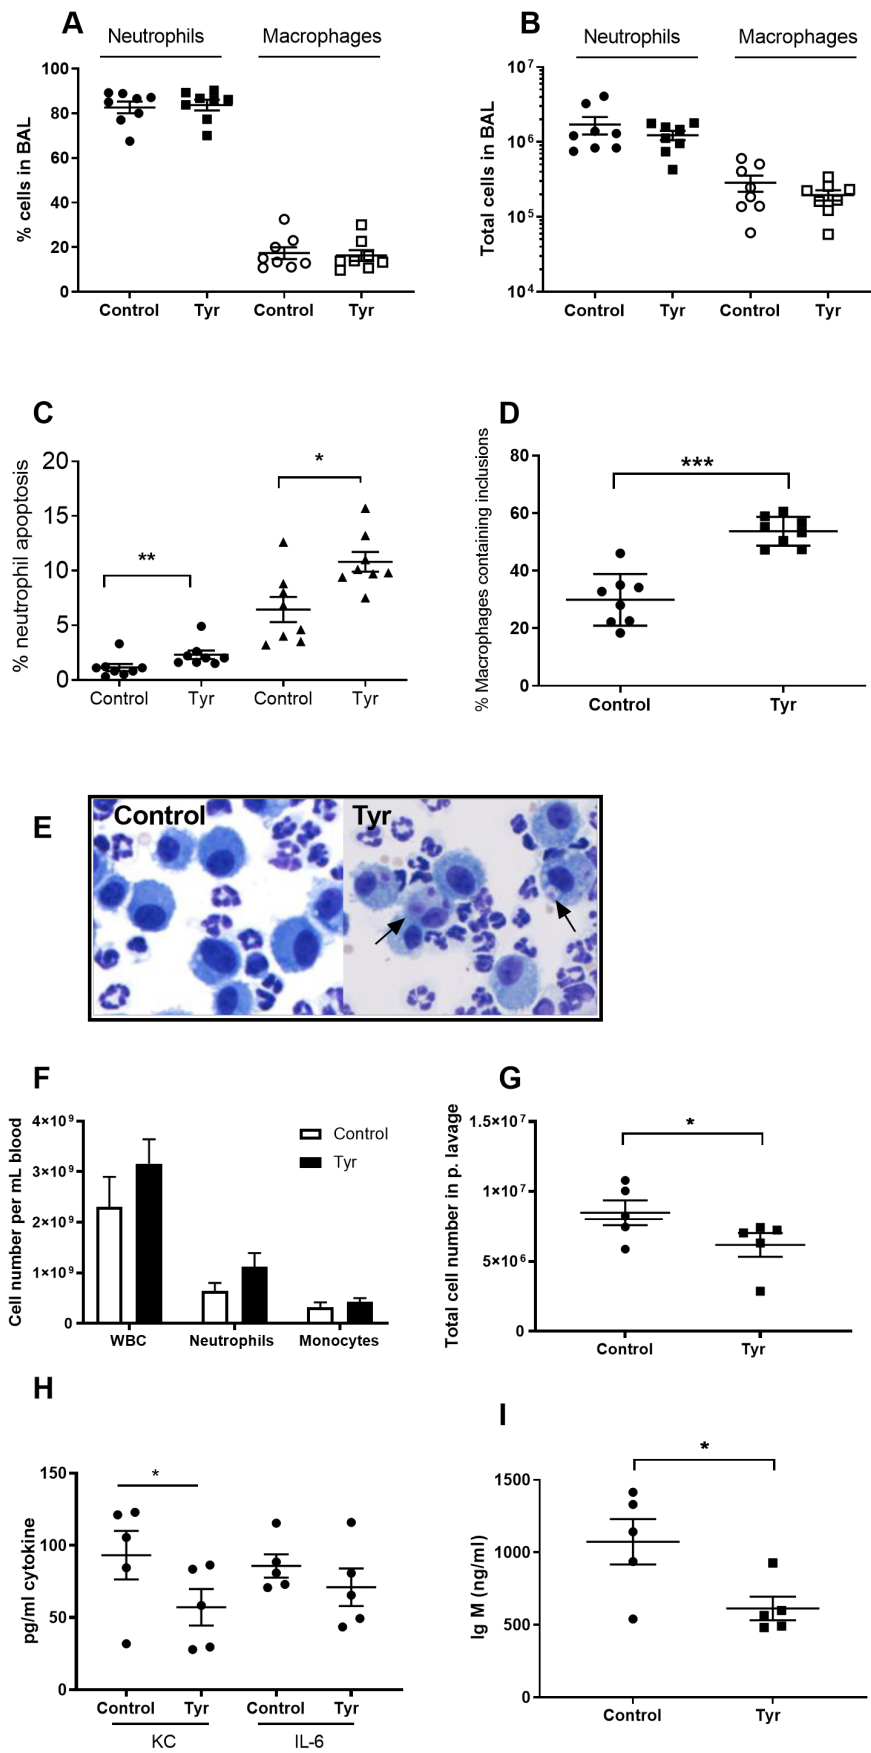 A
B
Neutrophils Macrophages
Neutrophils Macrophages
% cells in BAL
100
80
60
40
20
0
Control Tyr Control Tyr
Total cells in BAL
10⁷
10⁶
10⁵
10⁴
Control Tyr Control Tyr
C
% neutrophil apoptosis
20
15
10
5
0
**
*
Control Tyr Control Tyr
D
% Macrophages containing inclusions
80
60
40
20
0
***
Control Tyr
E
Control Tyr
F
Cell number per mL blood
4×10⁹
3×10⁹
2×10⁹
1×10⁹
0
Control
Tyr
WBC Neutrophils Monocytes
G
Total cell number in p. lavage
1.5×10⁷
1×10⁷
5×10⁶
0
*
Control Tyr
H
pg/ml cytokine
150
100
50
0
*
Control Tyr Control Tyr
KC IL-6
I
Ig M (ng/ml)
1500
1000
500
0
*
Control Tyr